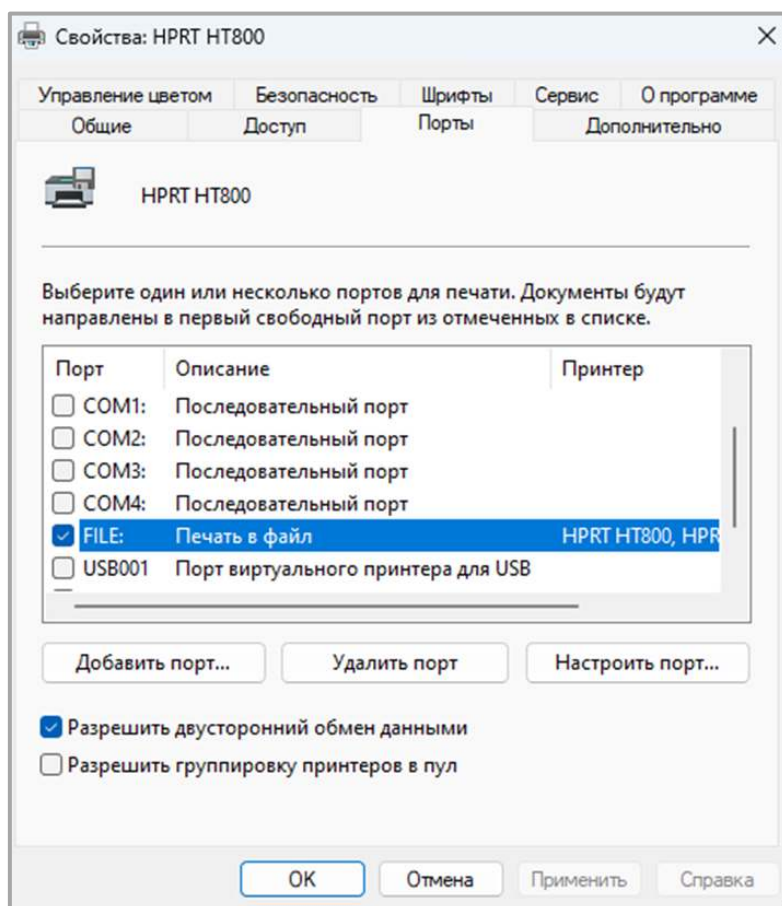 Свойства: HPRT HT800
Управление цветом Безопасность Шрифты Сервис О программе
Общие Доступ Порты Дополнительно
HPRT HT800
Выберите один или несколько портов для печати. Документы будут
направлены в первый свободный порт из отмеченных в списке.
Порт Описание Принтер
COM1: Последовательный порт
COM2: Последовательный порт
COM3: Последовательный порт
COM4: Последовательный порт
FILE: Печать в файл HPRT HT800, HPR
USB001 Порт виртуального принтера для USB
Добавить порт... Удалить порт Настроить порт...
Разрешить двусторонний обмен данными
Разрешить группировку принтеров в пул
OK Отмена Применить Справка